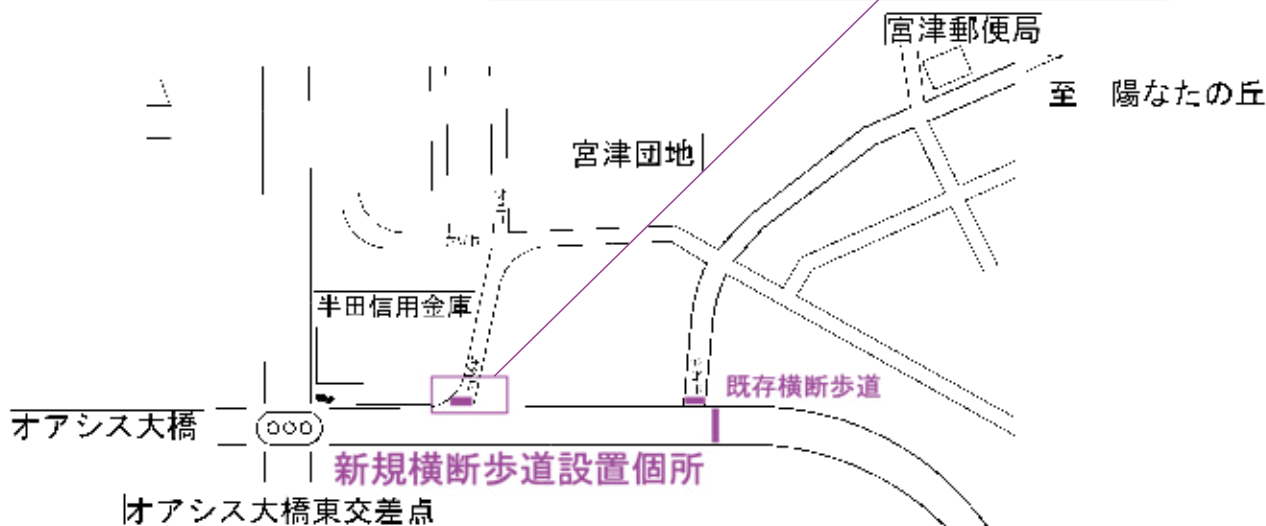 宮津郵便局
至　陽なたの丘
宮津団地
半田信用金庫
既存横断歩道
オアシス大橋
新規横断歩道設置個所
オアシス大橋東交差点